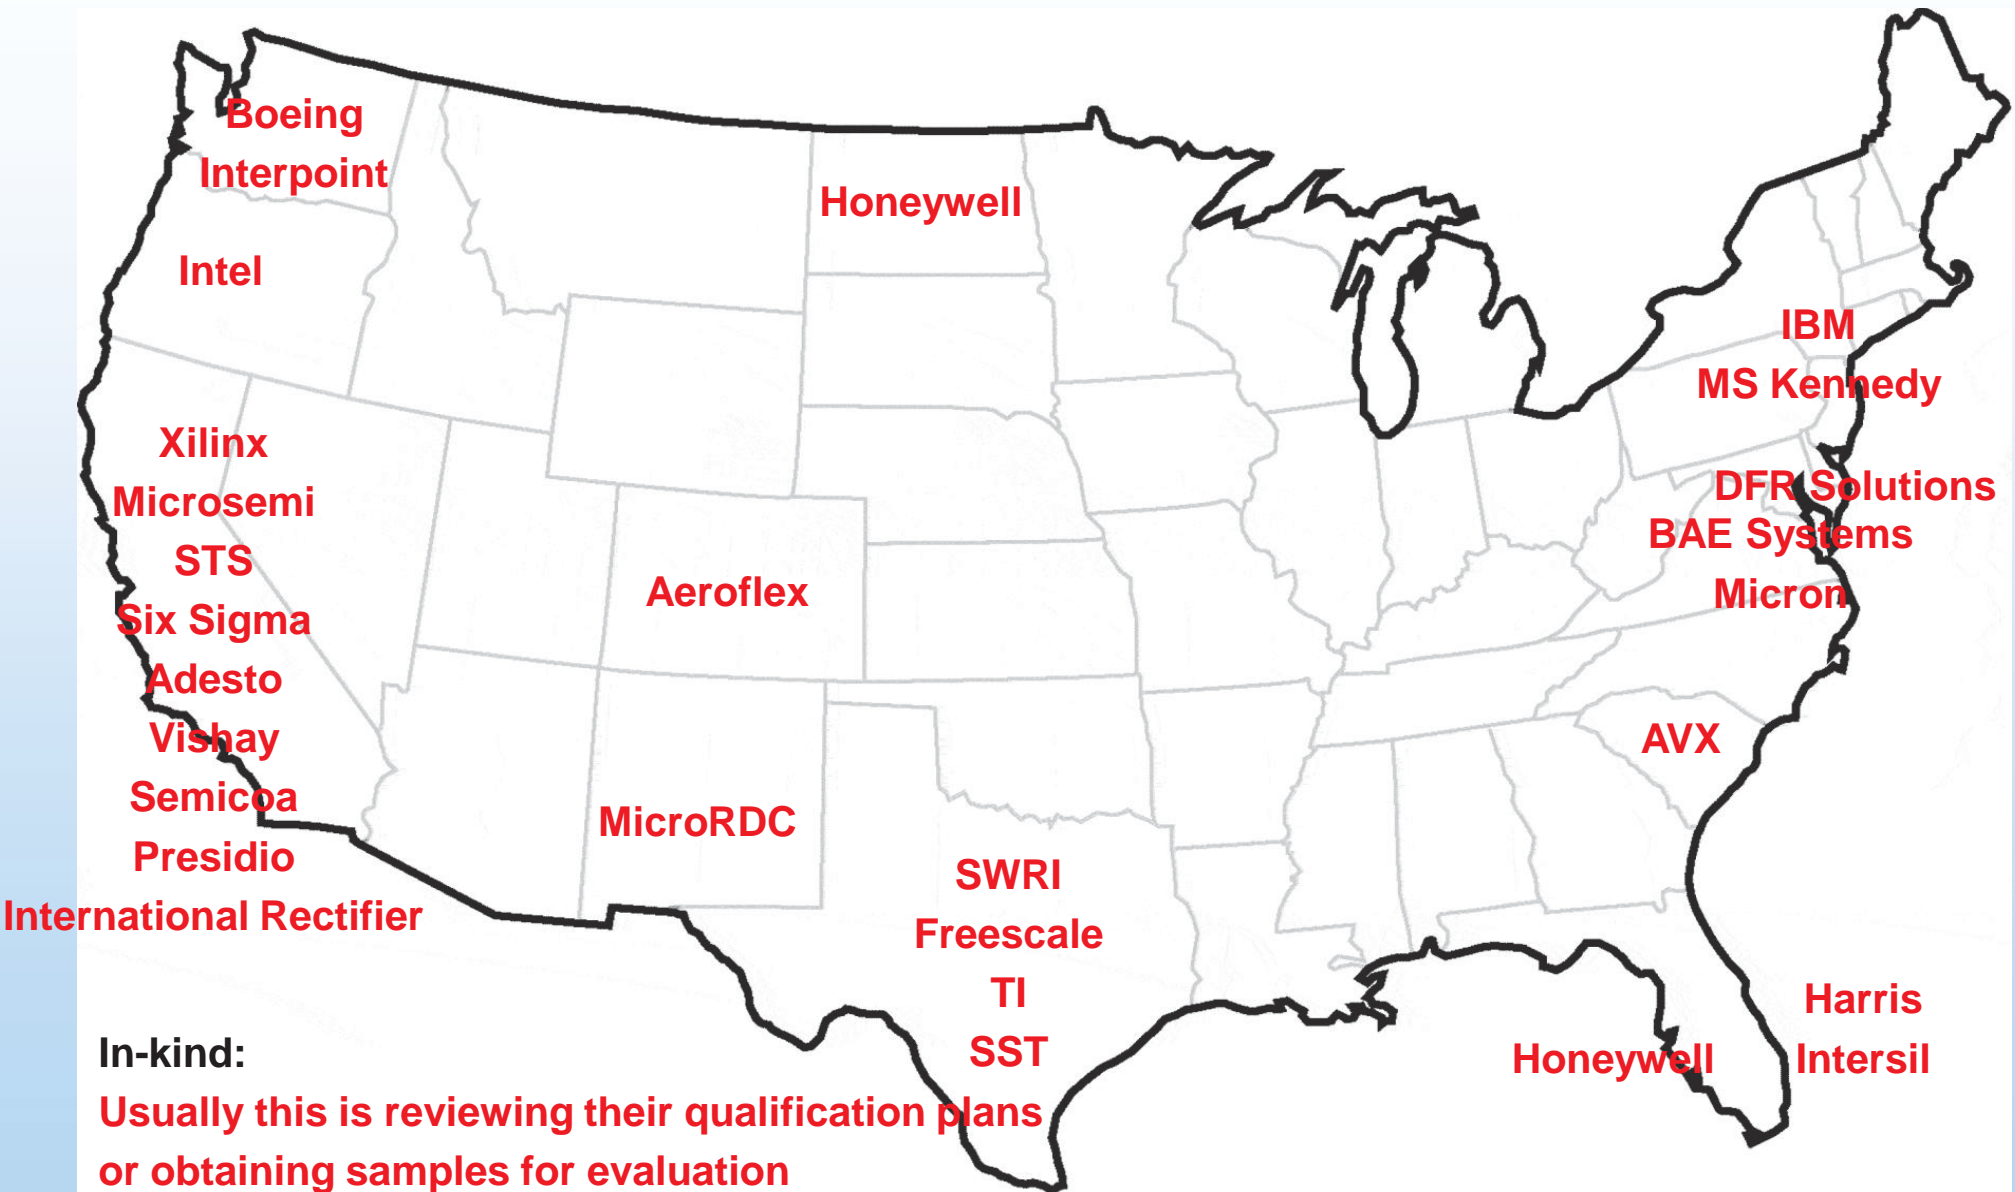 Boeing
Interpoint
Honeywell
Intel
IBM
MS Kennedy
Xilinx
Microsemi
STS
Six Sigma
Adesto
Vishay
Semicoa
Presidio
International Rectifier
DFR Solutions
BAE Systems
Micron
Aeroflex
AVX
MicroRDC
SWRI
Freescale
TI
SST
Harris
Intersil
Honeywell
In-kind:
Usually this is reviewing their qualification plans
or obtaining samples for evaluation